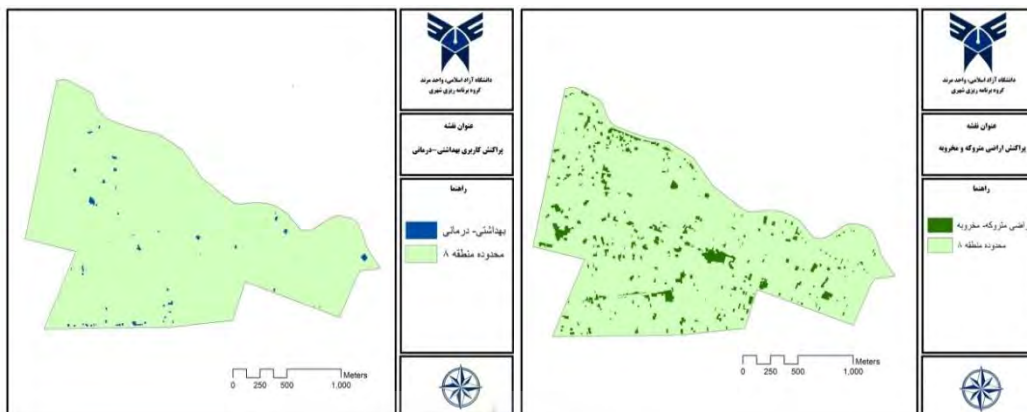 دانشگاه آزاد اسلامی، واحد مرند
گروه برنامه ریزی شهری
عنوان نقشه
پراکنش کاربری بهداشتی-درمانی
راهنما
بهداشتی- درمانی
محدوده منطقه ۸
Meters
0 250 500 1,000
دانشگاه آزاد اسلامی، واحد مرند
گروه برنامه ریزی شهری
عنوان نقشه
پراکنش اراضی متروکه و مخروبه
راهنما
راضی متروکه- مخروبه
محدوده منطقه ۸
Meters
0 250 500 1,000